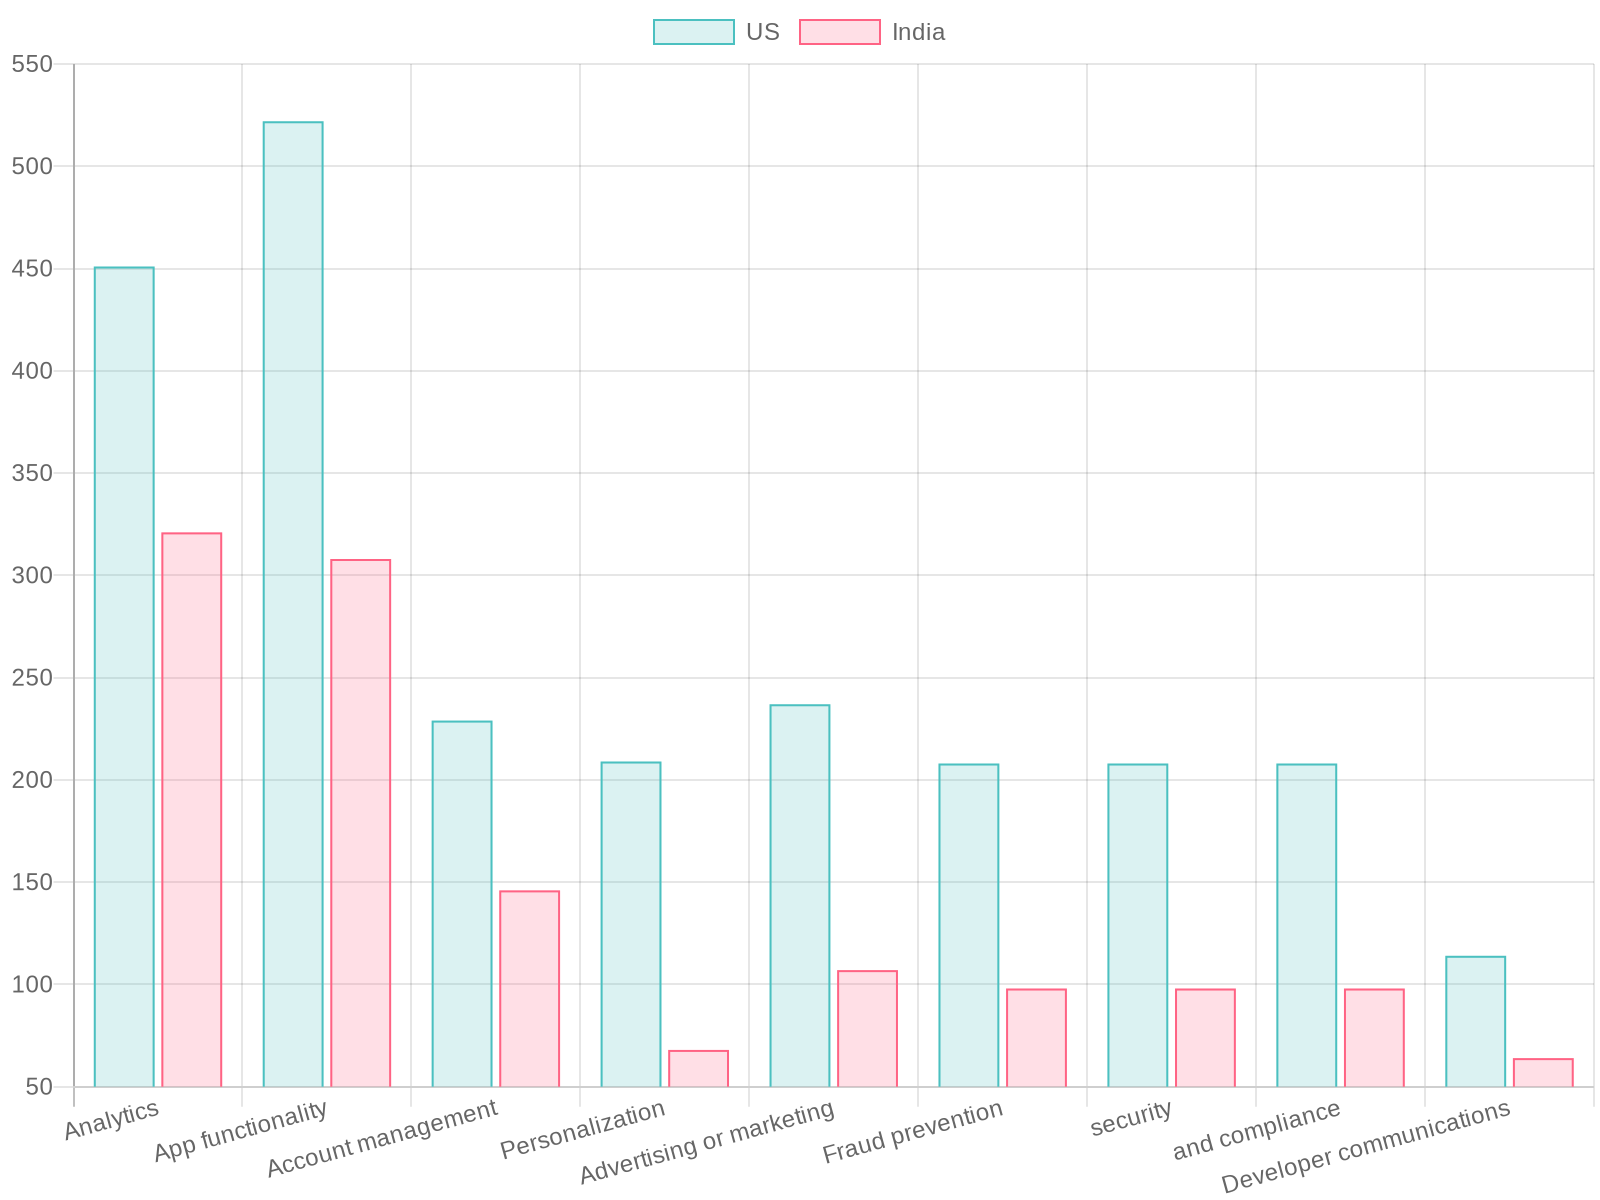 US India
550
500
450
400
350
300
250
200
150
100
50
Analytics
App functionality
Account management
Personalization
Advertising or marketing
Fraud prevention
security
and compliance
Developer communications